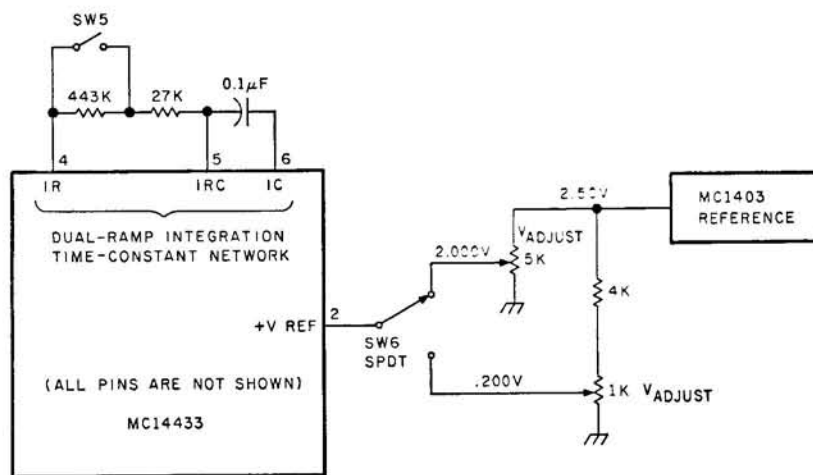 SW5
443K
27K
0.1µF
4
5
6
IR
IRC
IC
DUAL-RAMP INTEGRATION
TIME-CONSTANT NETWORK
+V REF
2
(ALL PINS ARE NOT SHOWN)
MC14433
SW6
SPDT
2.000V
.200V
VADJUST
5K
2.50V
MC1403
REFERENCE
4K
1K VADJUST